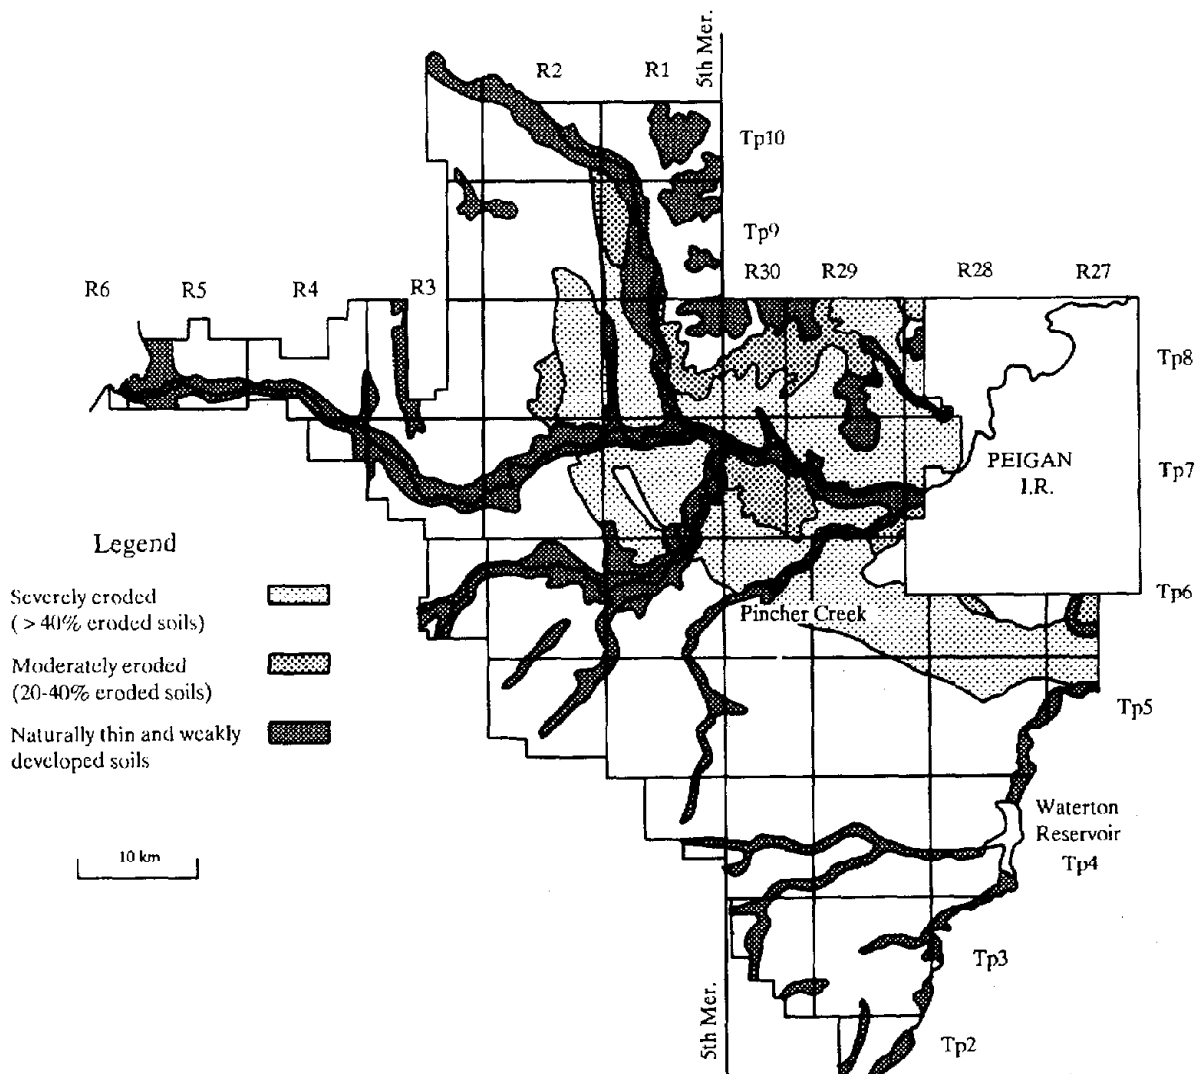 R2
R1
5th Mer.
Tp10
Tp9
R6
R5
R4
R3
R30
R29
R28
R27
Tp8
PEIGAN
I.R.
Tp7
Legend
Severely eroded
( > 40% eroded soils)
Moderately eroded
(20-40% eroded soils)
Naturally thin and weakly
developed soils
Tp6
Pincher Creek
Tp5
Waterton
Reservoir
Tp4
10 km
Tp3
5th Mer.
Tp2